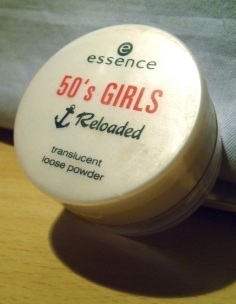 e
essence
50's GIRLS
Reloaded
translucent
loose powder